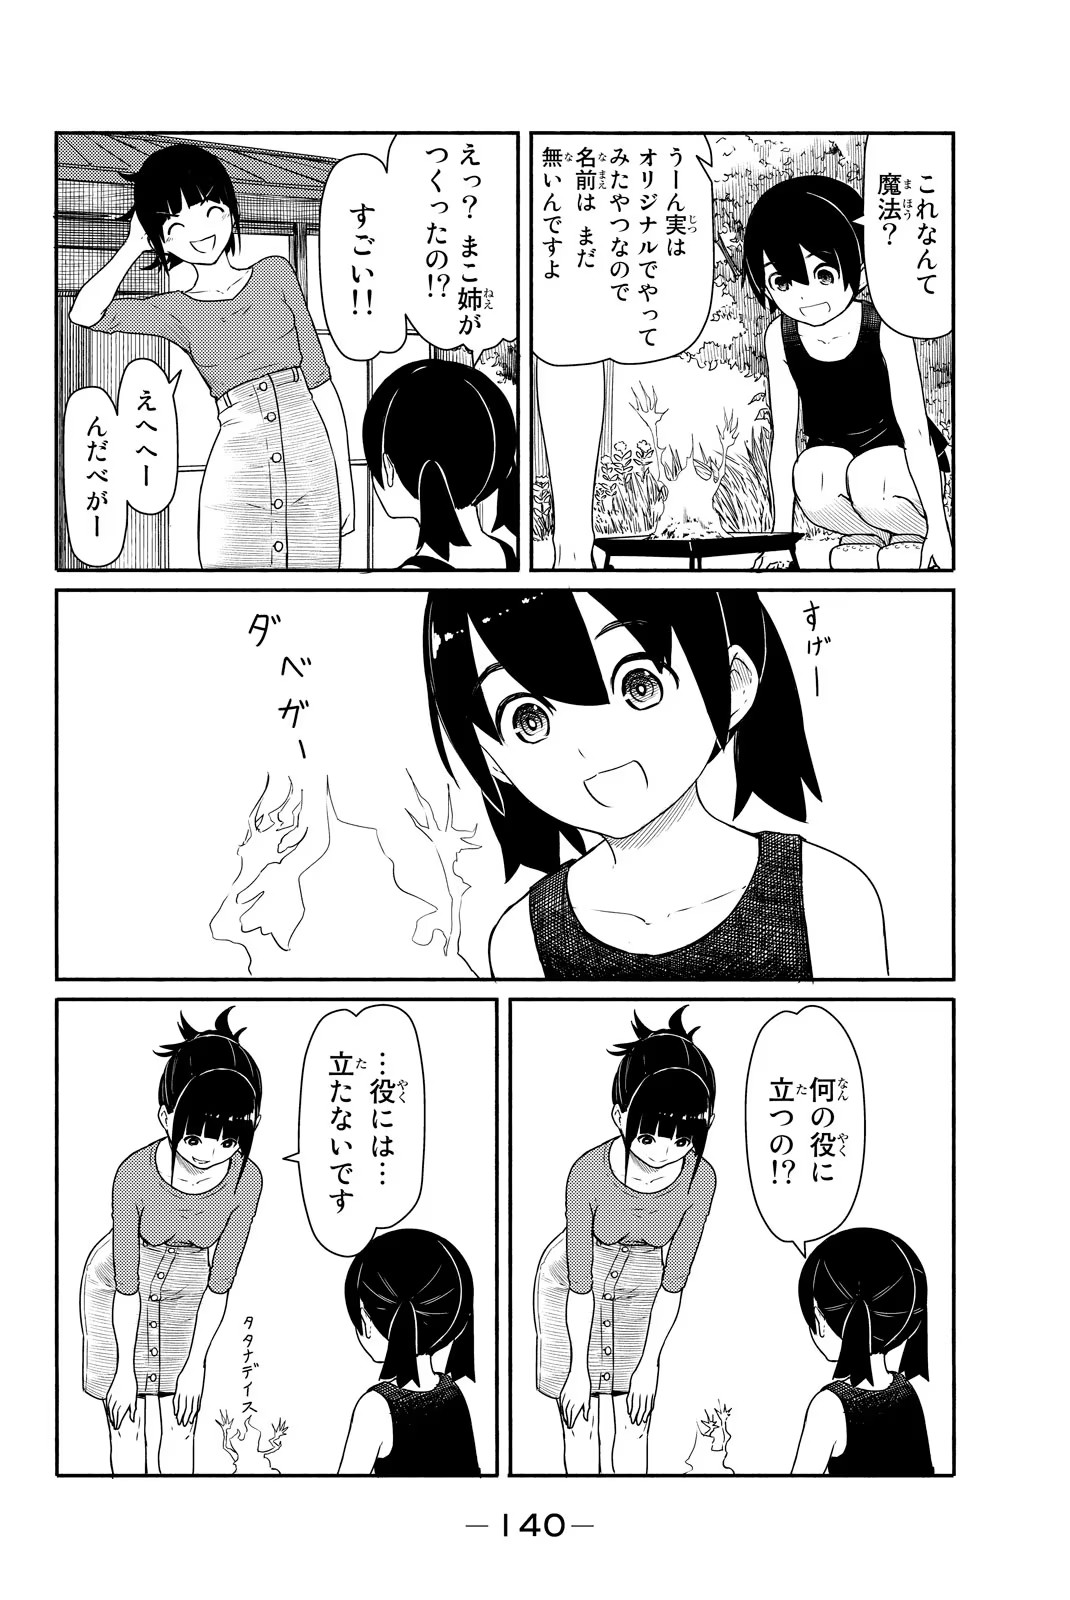 これなんて
魔法?
うーん実は
オリジナルでやって
みたやつなので
名前は まだ
無いんですよ
えっ? まこ姉が
つくったの!?
すごい!!
えへへー
んだべがー
すげー
ダベガー
何の役に
立つの!?
…役には…
立たないです
タタナデイス
—140—